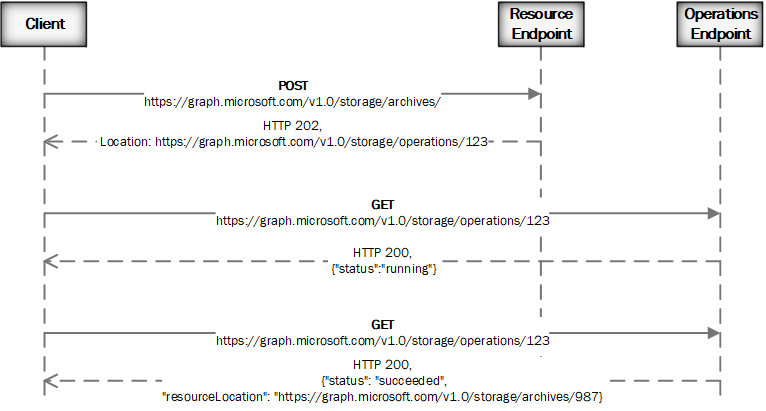 Client
Resource
Endpoint
Operations
Endpoint
POST
https://graph.microsoft.com/v1.0/storage/archives/
HTTP 202,
Location: https://graph.microsoft.com/v1.0/storage/operations/123
GET
https://graph.microsoft.com/v1.0/storage/operations/123
HTTP 200,
{"status":"running"}
GET
https://graph.microsoft.com/v1.0/storage/operations/123
HTTP 200,
{"status": "succeeded",
"resourceLocation": "https://graph.microsoft.com/v1.0/storage/archives/987}